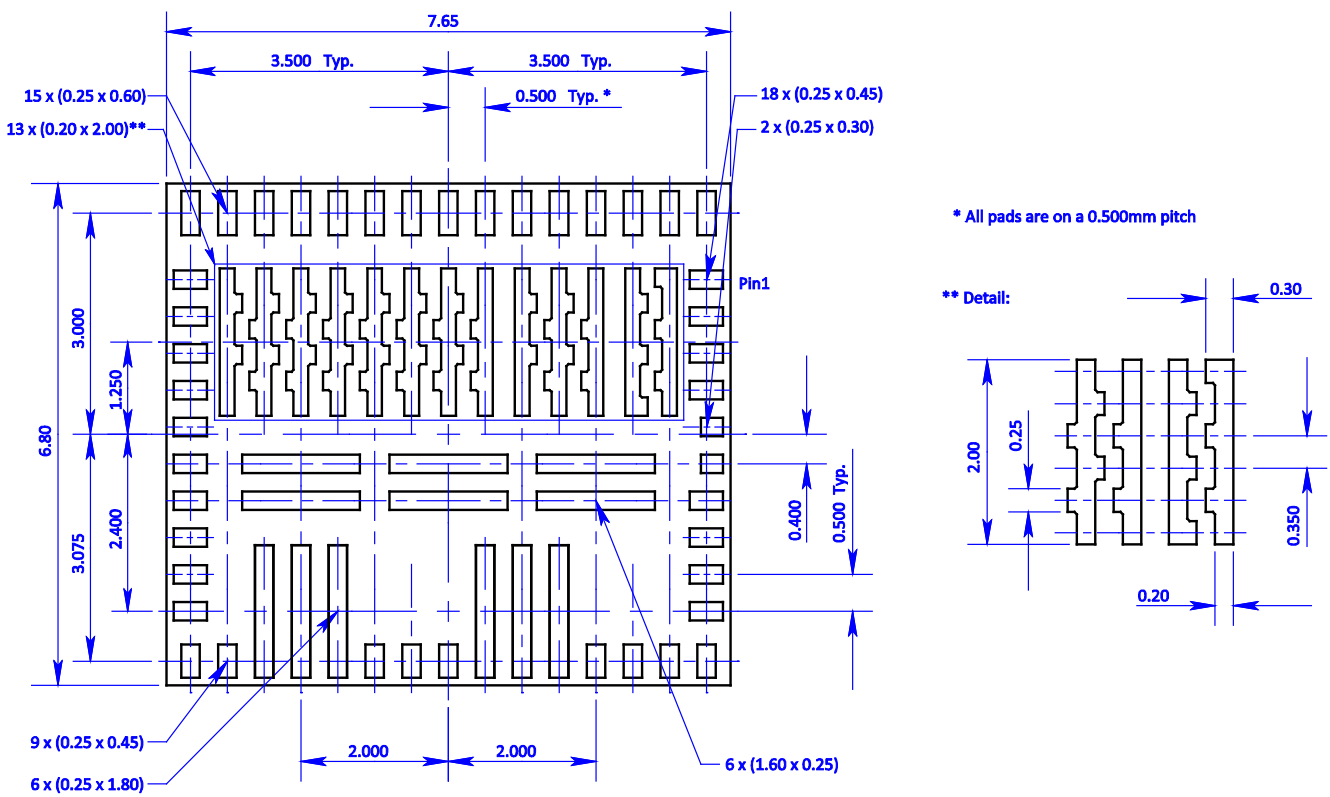 7.65
3.500 Typ.
3.500 Typ.
15 x (0.25 x 0.60)
0.500 Typ. *
18 x (0.25 x 0.45)
13 x (0.20 x 2.00)**
2 x (0.25 x 0.30)
* All pads are on a 0.500mm pitch
Pin1
** Detail:
0.30
3.000
1.250
6.80
0.25
2.00
0.400
0.500 Typ.
2.400
3.075
0.350
0.20
9 x (0.25 x 0.45)
2.000
2.000
6 x (1.60 x 0.25)
6 x (0.25 x 1.80)